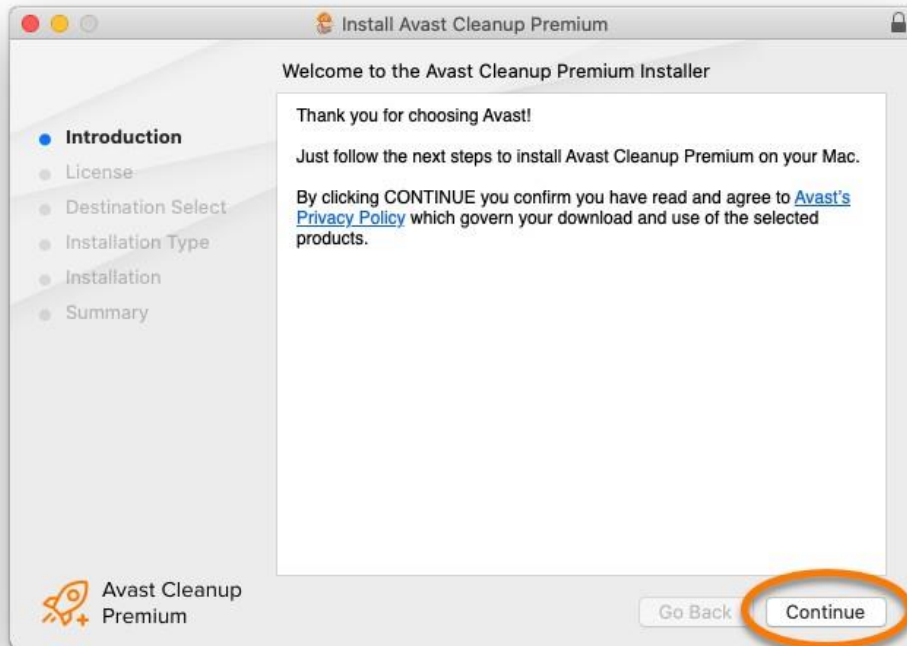 Install Avast Cleanup Premium
Welcome to the Avast Cleanup Premium Installer
Introduction
License
Destination Select
Installation Type
Installation
Summary
Thank you for choosing Avast!
Just follow the next steps to install Avast Cleanup Premium on your Mac.
By clicking CONTINUE you confirm you have read and agree to Avast's
Privacy Policy which govern your download and use of the selected
products.
Avast Cleanup
Premium
Go Back
Continue